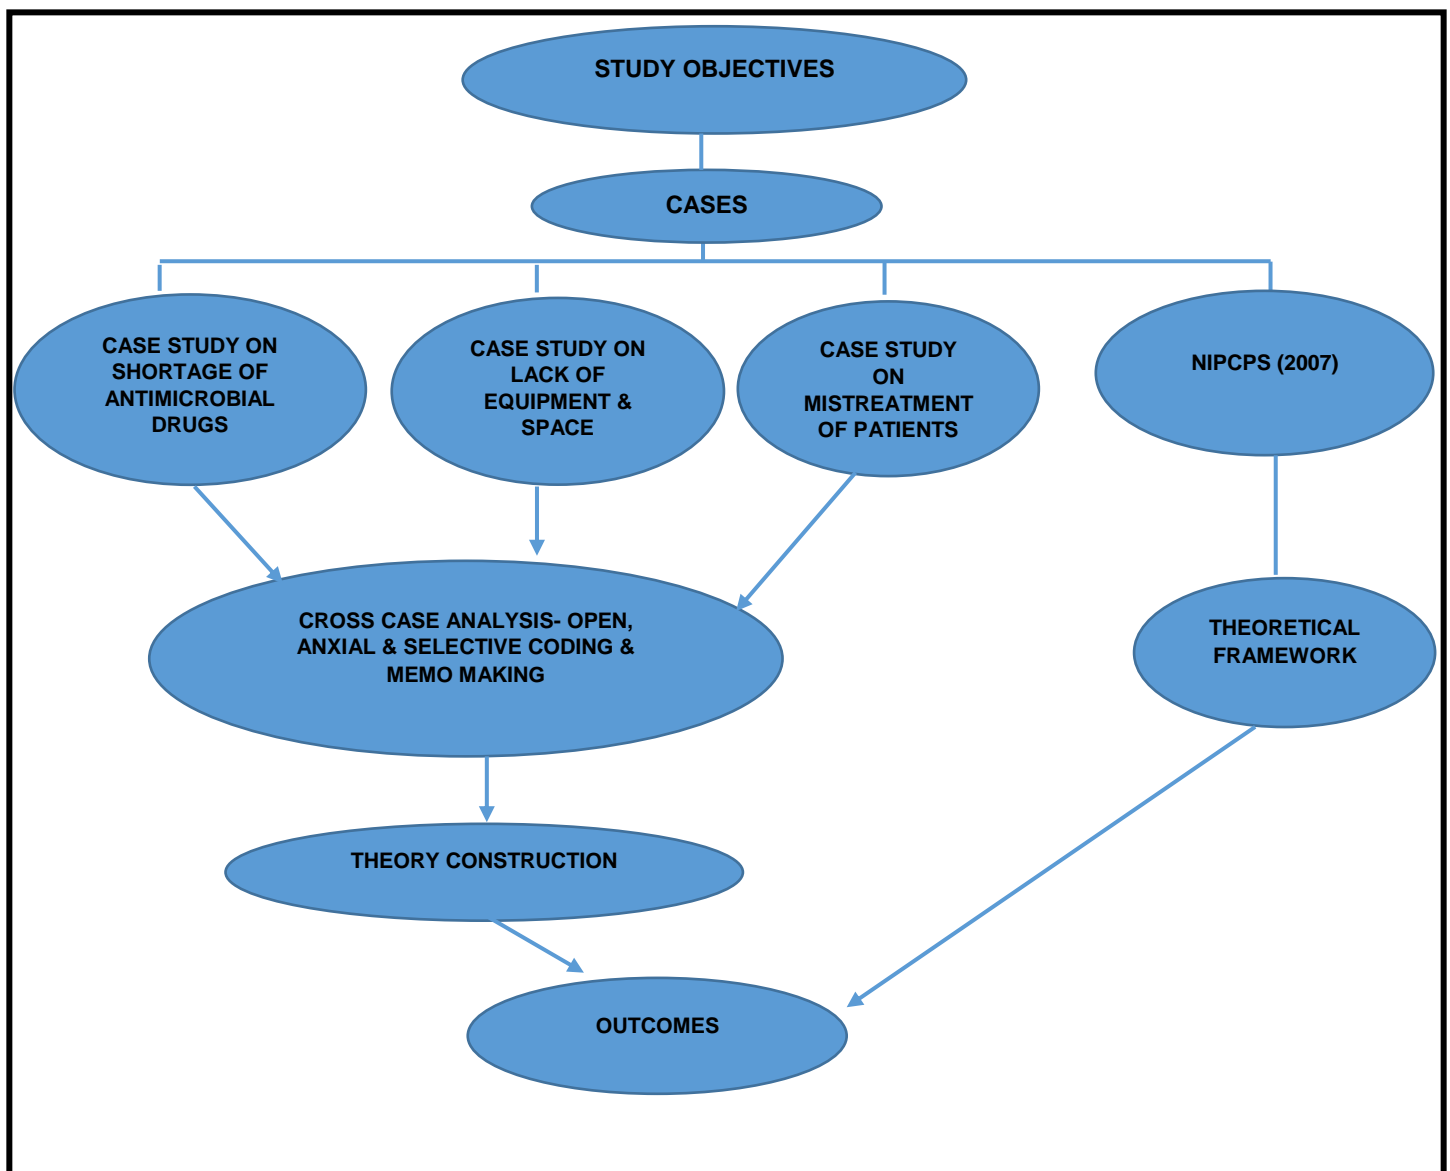 STUDY OBJECTIVES
CASES
CASE STUDY ON
SHORTAGE OF
ANTIMICROBIAL
DRUGS
CASE STUDY ON
LACK OF
EQUIPMENT &
SPACE
CASE STUDY
ON
MISTREATMENT
OF PATIENTS
NIPCPS (2007)
CROSS CASE ANALYSIS- OPEN,
ANXIAL & SELECTIVE CODING &
MEMO MAKING
THEORETICAL
FRAMEWORK
THEORY CONSTRUCTION
OUTCOMES